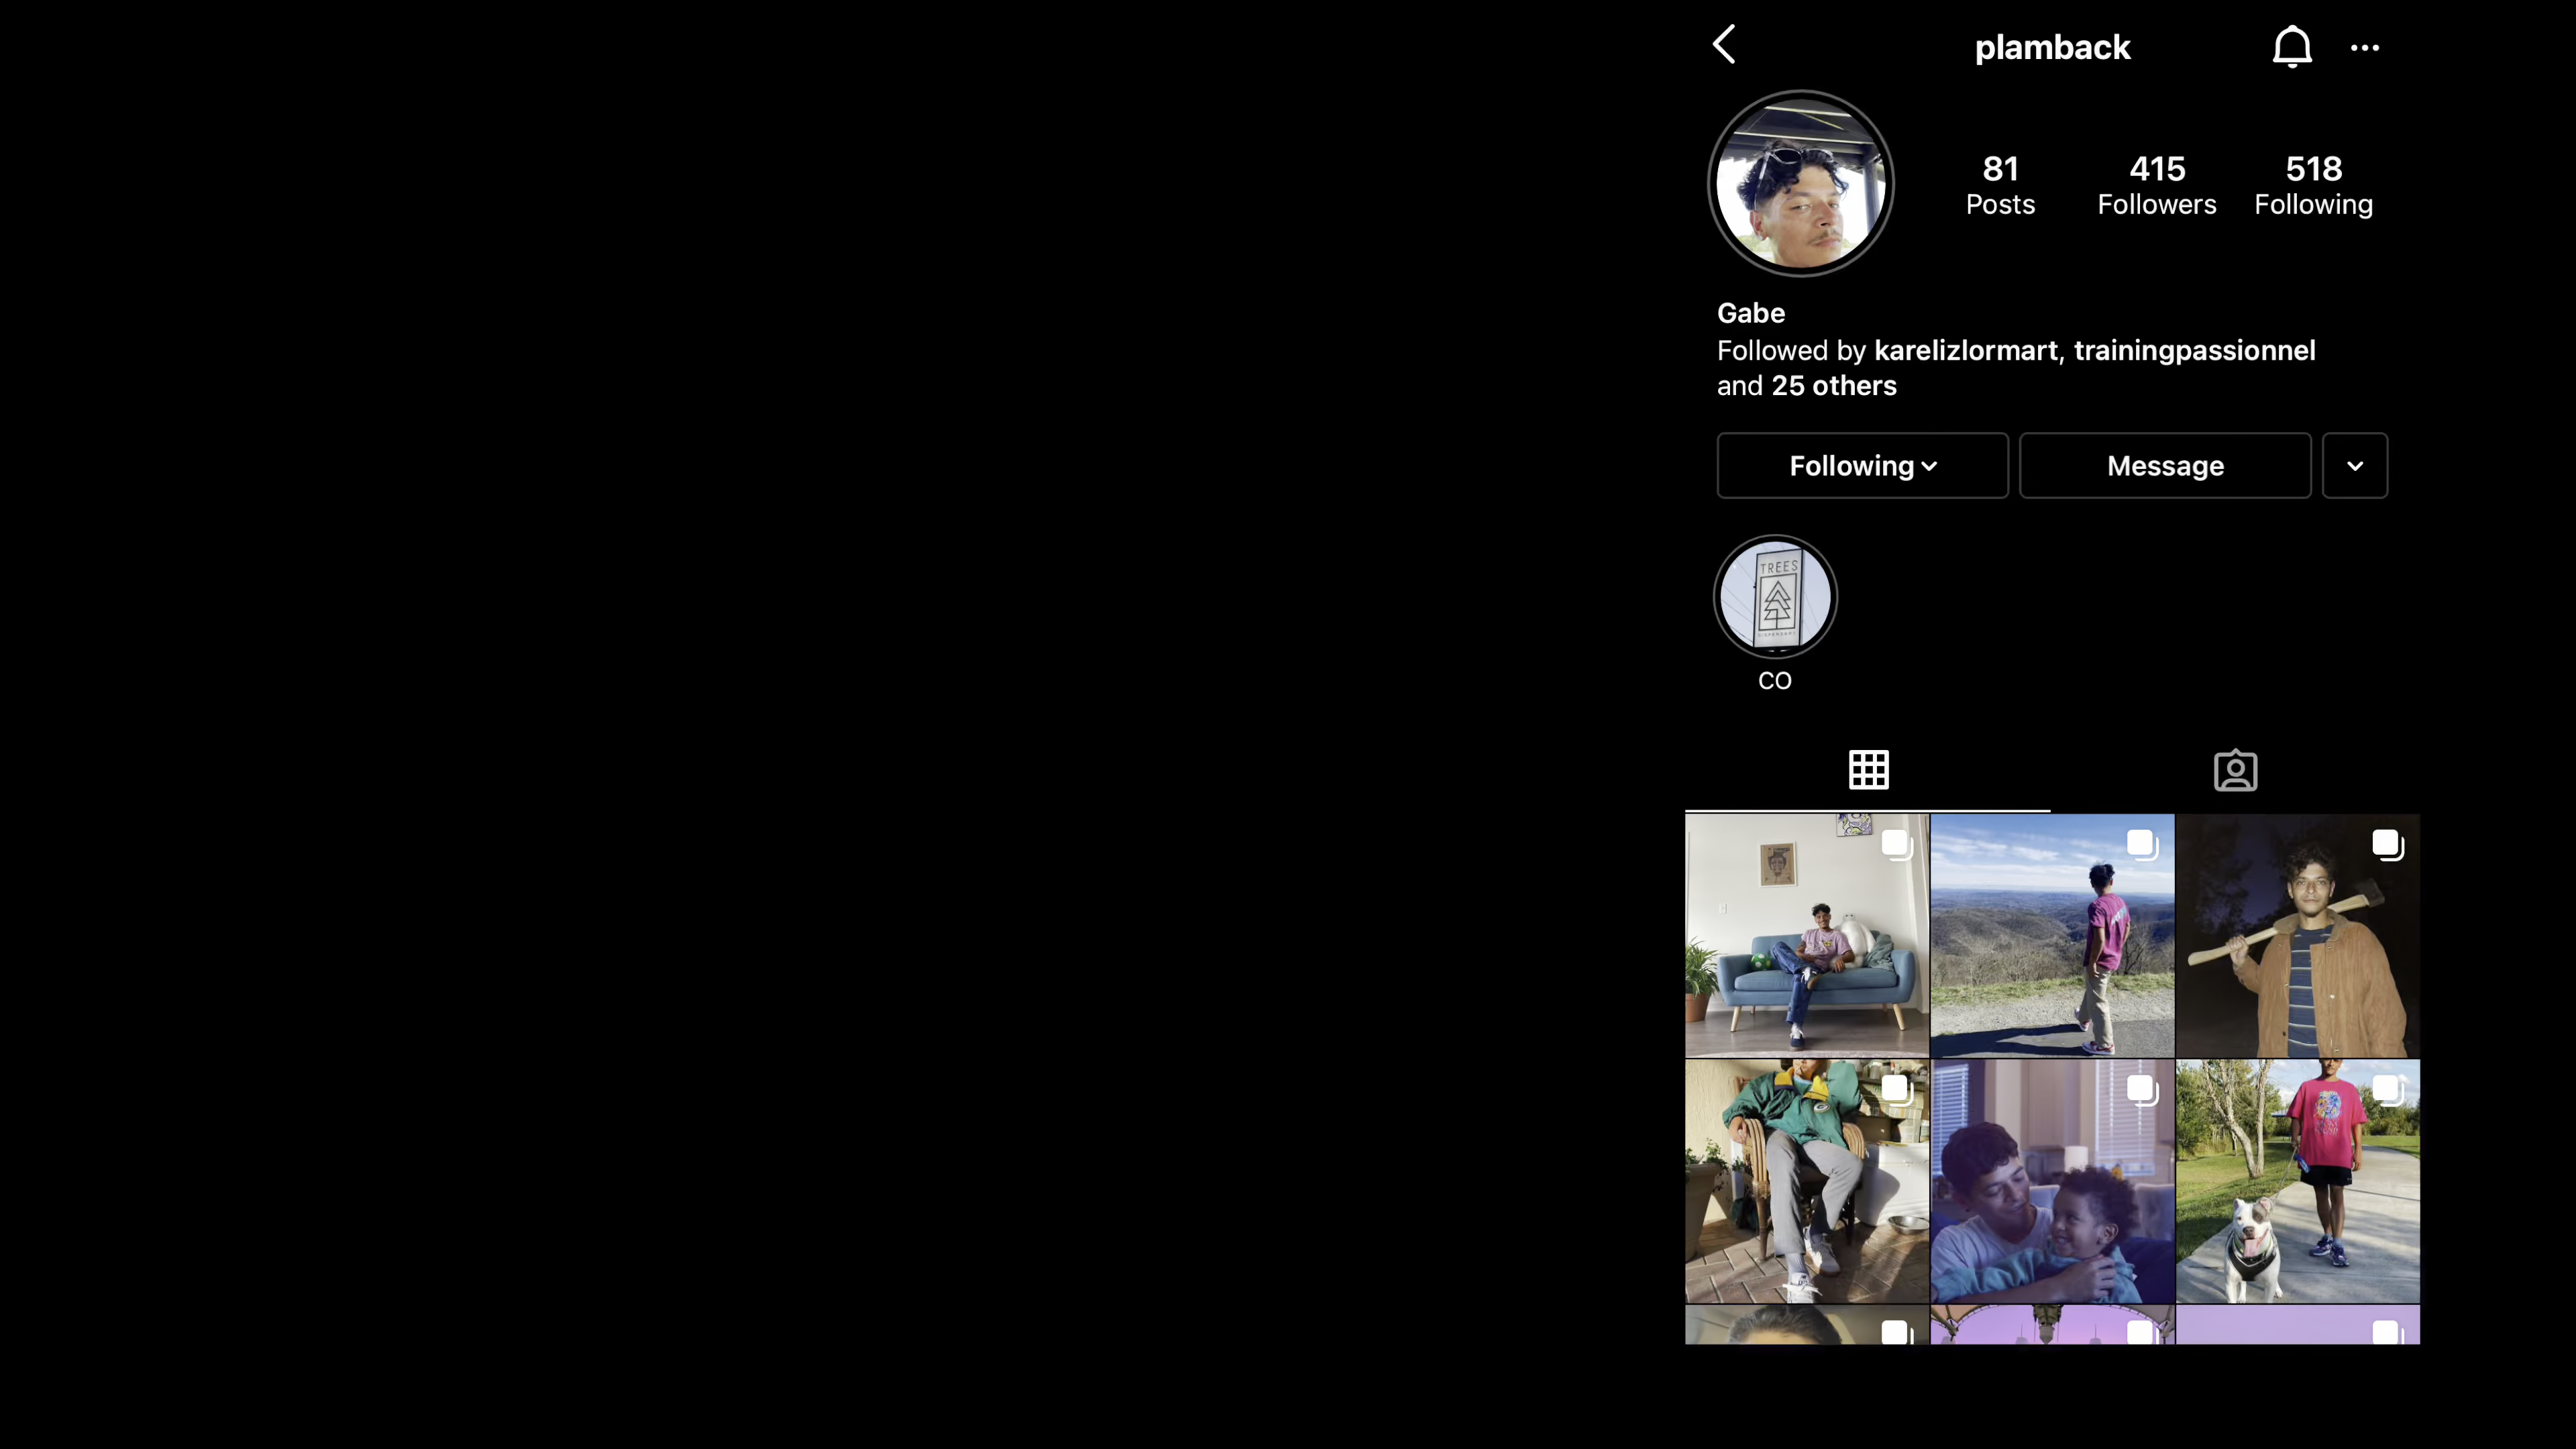 plamback
81
415
518
Posts
Followers
Following
Gabe
Followed by karelizlormart, trainingpassionnel
and 25 others
Following
Message
TREES
CO